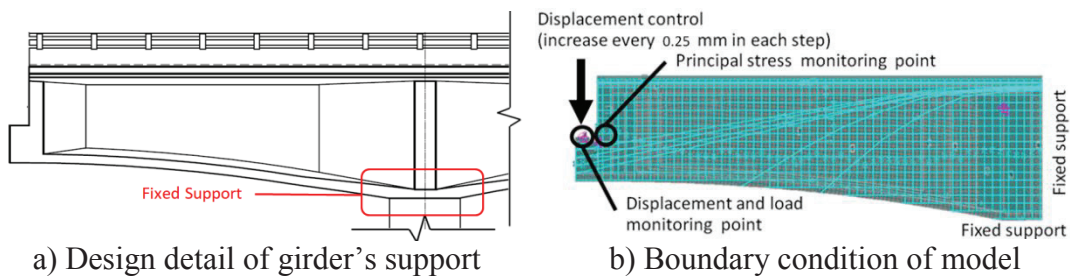 Displacement control
(increase every 0.25 mm in each step)
Principal stress monitoring point
Fixed support
Fixed Support
Displacement and load
monitoring point
Fixed support
a) Design detail of girder's support
b) Boundary condition of model